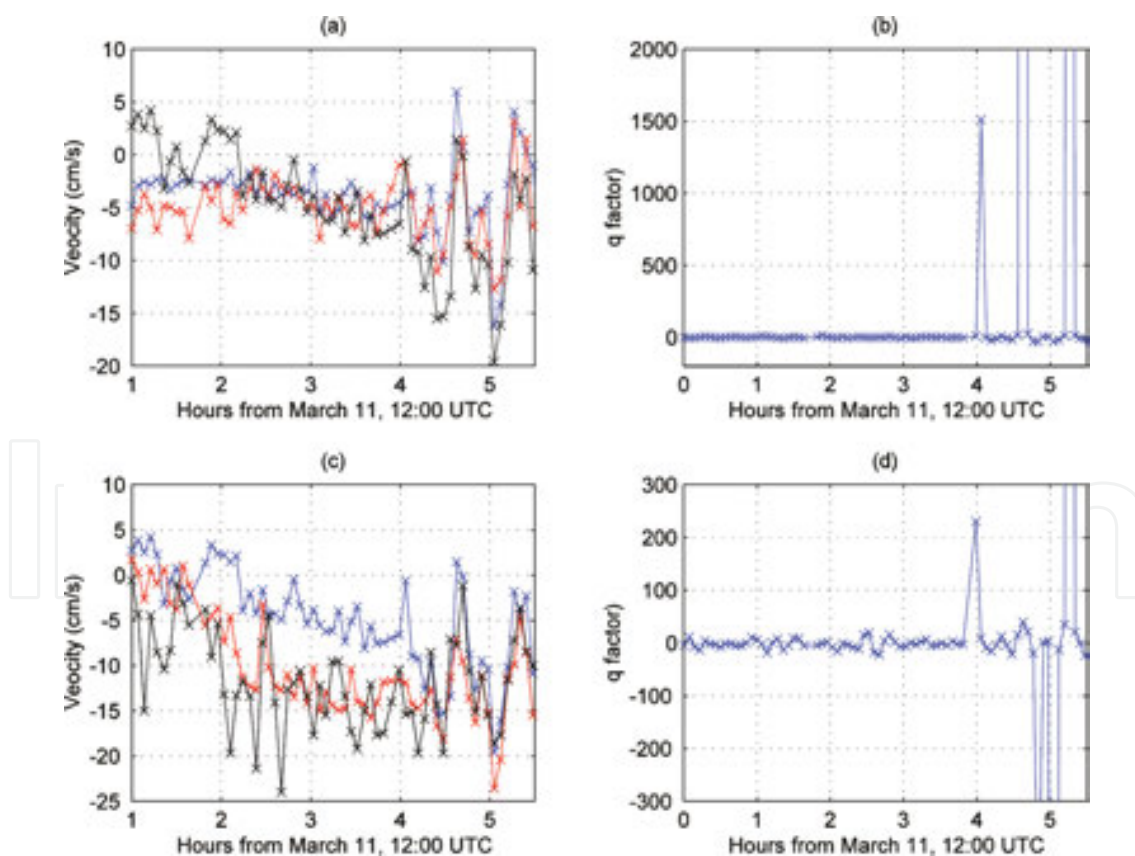 (a)
10
5
0
-5
-10
-15
-20
Veocity (cm/s)
1 2 3 4 5
Hours from March 11, 12:00 UTC
(b)
2000
1500
1000
500
0
q factor)
0 1 2 3 4 5
Hours from March 11, 12:00 UTC
(c)
10
5
0
-5
-10
-15
-20
-25
Veocity (cm/s)
1 2 3 4 5
Hours from March 11, 12:00 UTC
(d)
300
200
100
0
-100
-200
-300
q factor)
0 1 2 3 4 5
Hours from March 11, 12:00 UTC